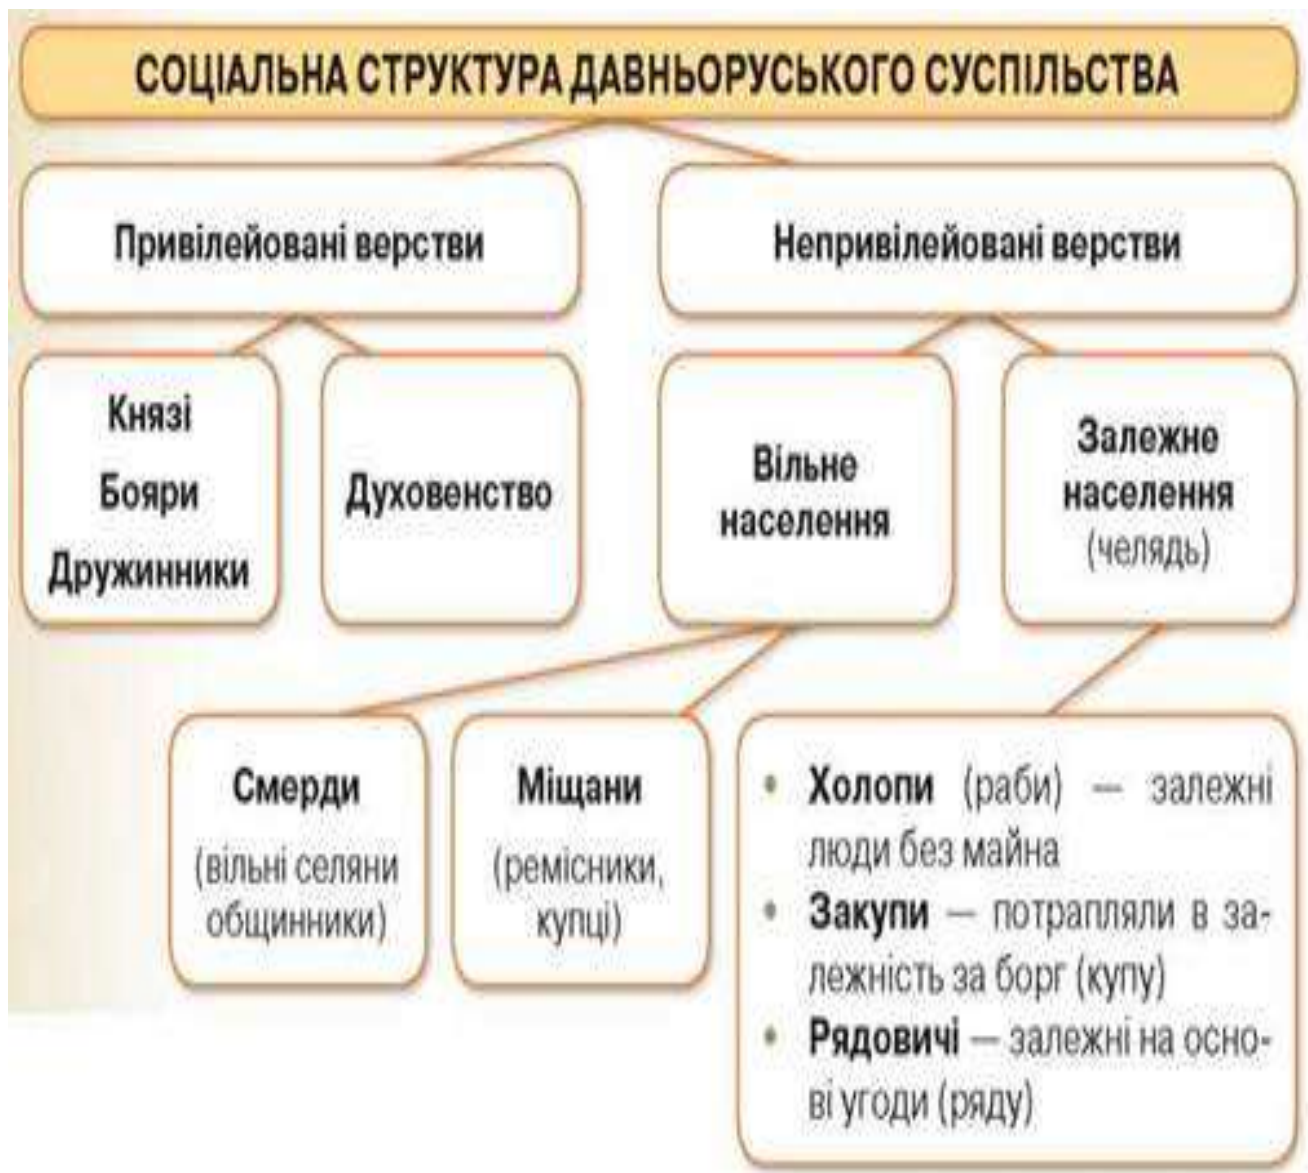 СОЦІАЛЬНА СТРУКТУРА ДАВНЬОРУСЬКОГО СУСПІЛЬСТВА
Привілейовані верстви
Непривілейовані верстви
Князі
Бояри
Дружинники
Духовенство
Вільне
населення
Залежне
населення
(челядь)
Смерди
(вільні селяни
общинники)
Міщани
(ремісники,
купці)
• Холопи (раби) — залежні
люди без майна
• Закупи — потрапляли в за-
лежність за борг (купу)
• Рядовичі — залежні на осно-
ві угоди (ряду)